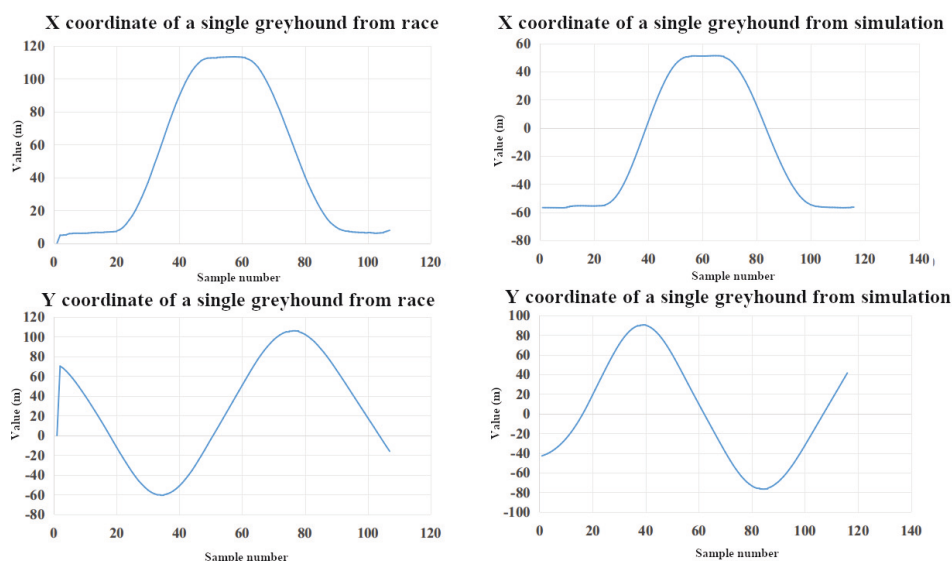 X coordinate of a single greyhound from race
120
100
80
60
40
20
0
Value (m)
0 20 40 60 80 100 120
Sample number
X coordinate of a single greyhound from simulation
60
40
20
0
-20
-40
-60
-80
Value (m)
0 20 40 60 80 100 120 140
Sample number
)
Y coordinate of a single greyhound from race
120
100
80
60
40
20
0
-20
-40
-60
-80
Value (m)
0 20 40 60 80 100 120
Sample number
Y coordinate of a single greyhound from simulation
100
80
60
40
20
0
-20
-40
-60
-80
-100
Value (m)
0 20 40 60 80 100 120 140
Sample number